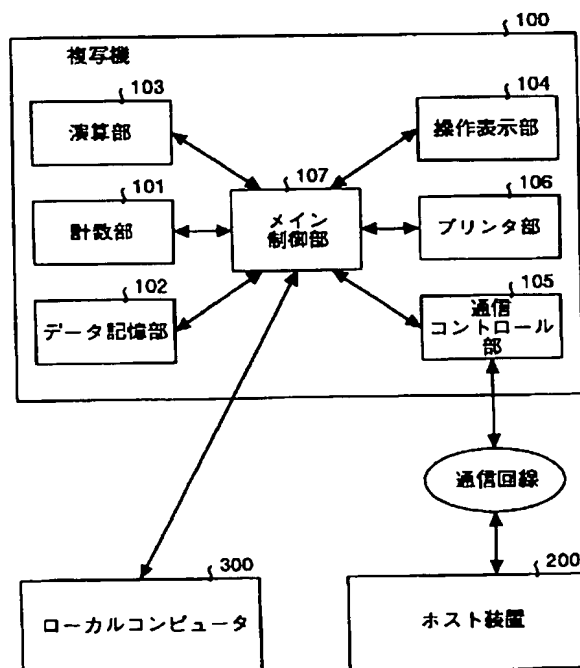 100
複写機
103
演算部
104
操作表示部
107
メイン
制御部
101
計数部
106
プリンタ部
102
データ記憶部
105
通信
コントロール
部
通信回線
300
ローカルコンピュータ
200
ホスト装置